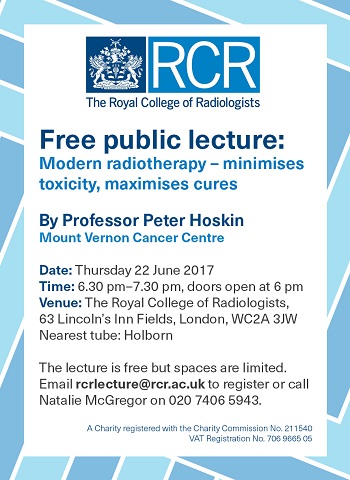 RCR
The Royal College of Radiologists
Free public lecture:
Modern radiotherapy – minimises
toxicity, maximises cures
By Professor Peter Hoskin
Mount Vernon Cancer Centre
Date: Thursday 22 June 2017
Time: 6.30 pm–7.30 pm, doors open at 6 pm
Venue: The Royal College of Radiologists,
63 Lincoln's Inn Fields, London, WC2A 3JW
Nearest tube: Holborn
The lecture is free but spaces are limited.
Email rcrlecture@rcr.ac.uk to register or call
Natalie McGregor on 020 7406 5943.
A Charity registered with the Charity Commission No. 211540
VAT Registration No. 706 9665 05